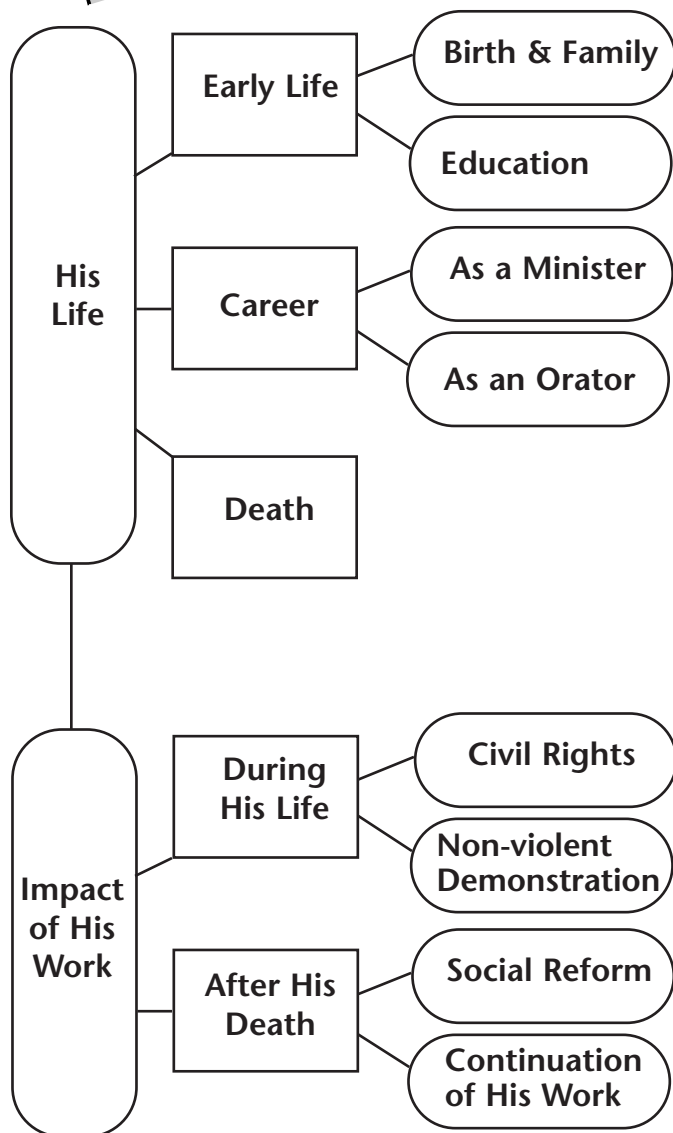 His
Life
Early Life
Birth & Family
Education
Career
As a Minister
As an Orator
Death
Impact
of His
Work
During
His Life
Civil Rights
Non-violent
Demonstration
After His
Death
Social Reform
Continuation
of His Work